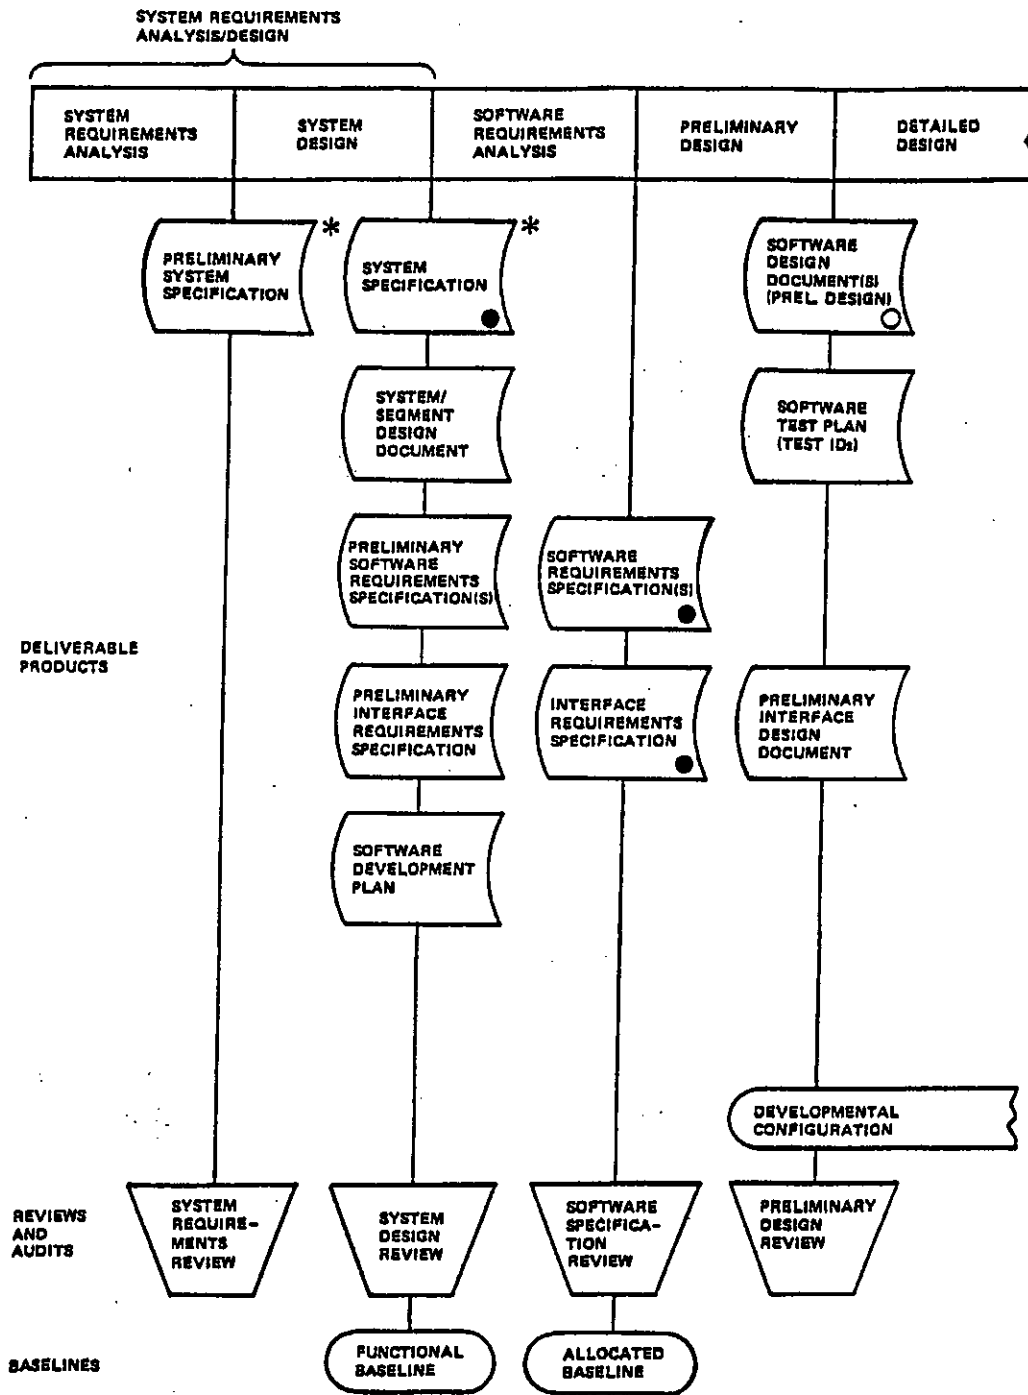 SYSTEM REQUIREMENTS
ANALYSIS/DESIGN
SYSTEM
REQUIREMENTS
ANALYSIS
SYSTEM
DESIGN
SOFTWARE
REQUIREMENTS
ANALYSIS
PRELIMINARY
DESIGN
DETAILED
DESIGN
PRELIMINARY
SYSTEM
SPECIFICATION
*
SYSTEM
SPECIFICATION
*
SOFTWARE
DESIGN
DOCUMENT(S)
(PREL. DESIGN)
SYSTEM/
SEGMENT
DESIGN
DOCUMENT
SOFTWARE
TEST PLAN
(TEST IDs)
PRELIMINARY
SOFTWARE
REQUIREMENTS
SPECIFICATION(S)
SOFTWARE
REQUIREMENTS
SPECIFICATION(S)
DELIVERABLE
PRODUCTS
PRELIMINARY
INTERFACE
REQUIREMENTS
SPECIFICATION
INTERFACE
REQUIREMENTS
SPECIFICATION
PRELIMINARY
INTERFACE
DESIGN
DOCUMENT
SOFTWARE
DEVELOPMENT
PLAN
DEVELOPMENTAL
CONFIGURATION
REVIEWS
AND
AUDITS
SYSTEM
REQUIRE-
MENTS
REVIEW
SYSTEM
DESIGN
REVIEW
SOFTWARE
SPECIFICA-
TION
REVIEW
PRELIMINARY
DESIGN
REVIEW
BASELINES
FUNCTIONAL
BASELINE
ALLOCATED
BASELINE